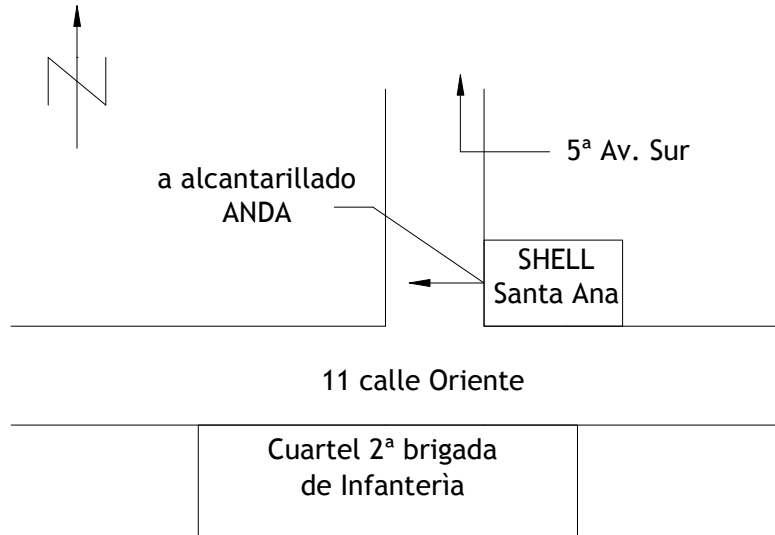 5ª Av. Sur
a alcantarillado
ANDA
SHELL
Santa Ana
11 calle Oriente
Cuartel 2ª brigada
de Infanterìa